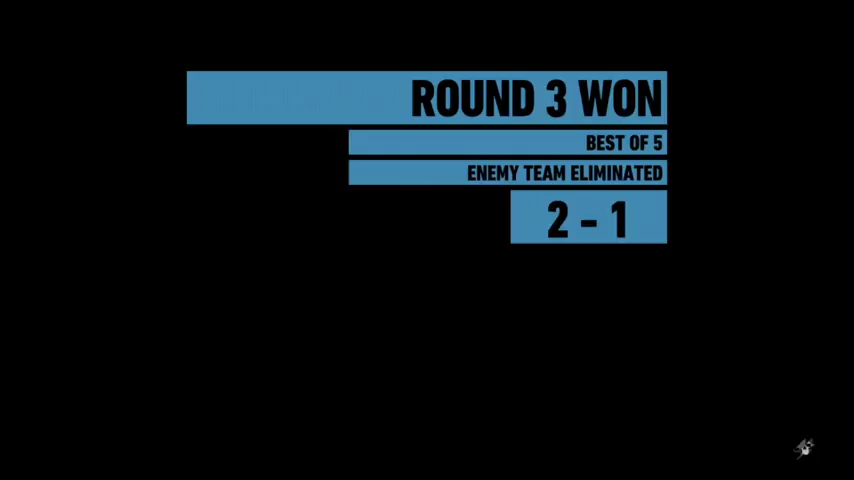 ROUND 3 WON
BEST OF 5
ENEMY TEAM ELIMINATED
2 - 1